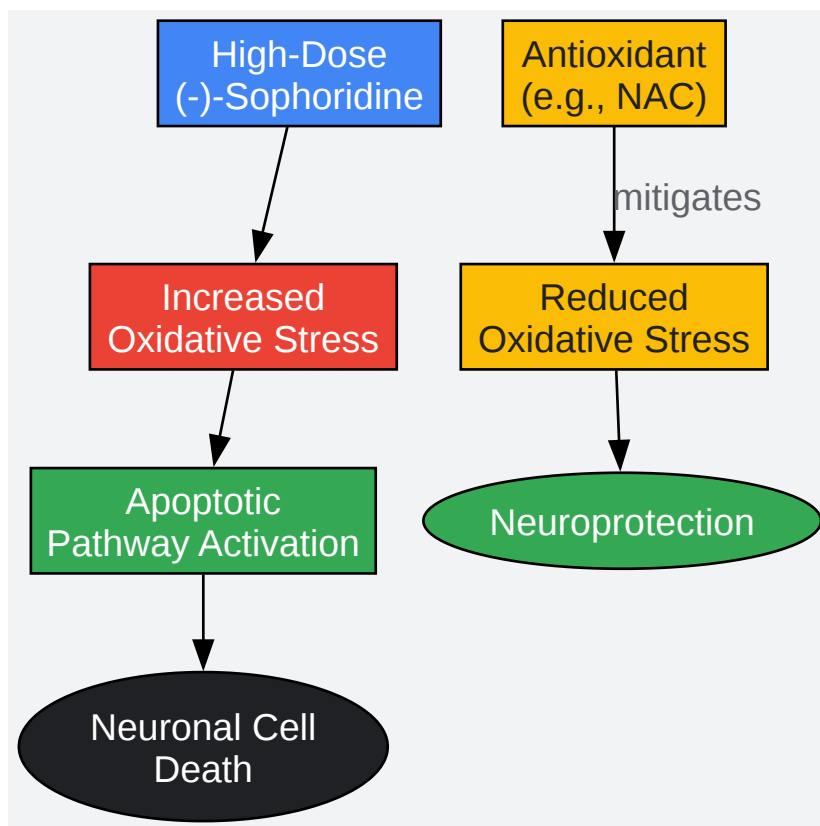 High-Dose
(-)-Sophoridine
Antioxidant
(e.g., NAC)
mitigates
Increased
Oxidative Stress
Reduced
Oxidative Stress
Apoptotic
Pathway Activation
Neuroprotection
Neuronal Cell
Death